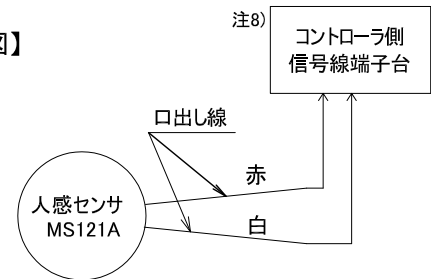 図】
注8)
コントローラ側
信号線端子台
口出し線
赤
人感センサ
MS121A
白